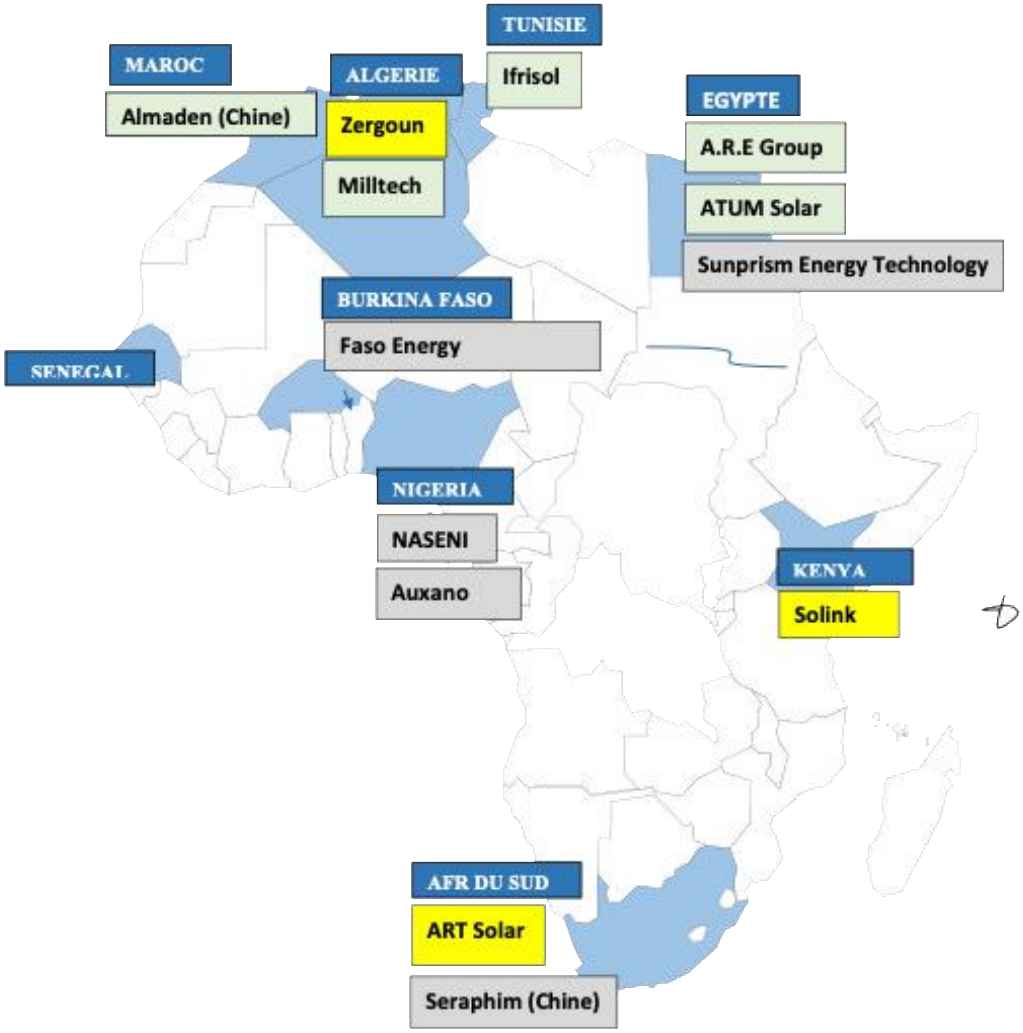 TUNISIE
Ifrisol
MAROC
Almaden (Chine)
ALGERIE
Zergoun
Milltech
EGYPTE
A.R.E Group
ATUM Solar
Sunprism Energy Technology
BURKINA FASO
Faso Energy
SENEGAL
NIGERIA
NASENI
Auxano
KENYA
Solink
AFR DU SUD
ART Solar
Seraphim (Chine)